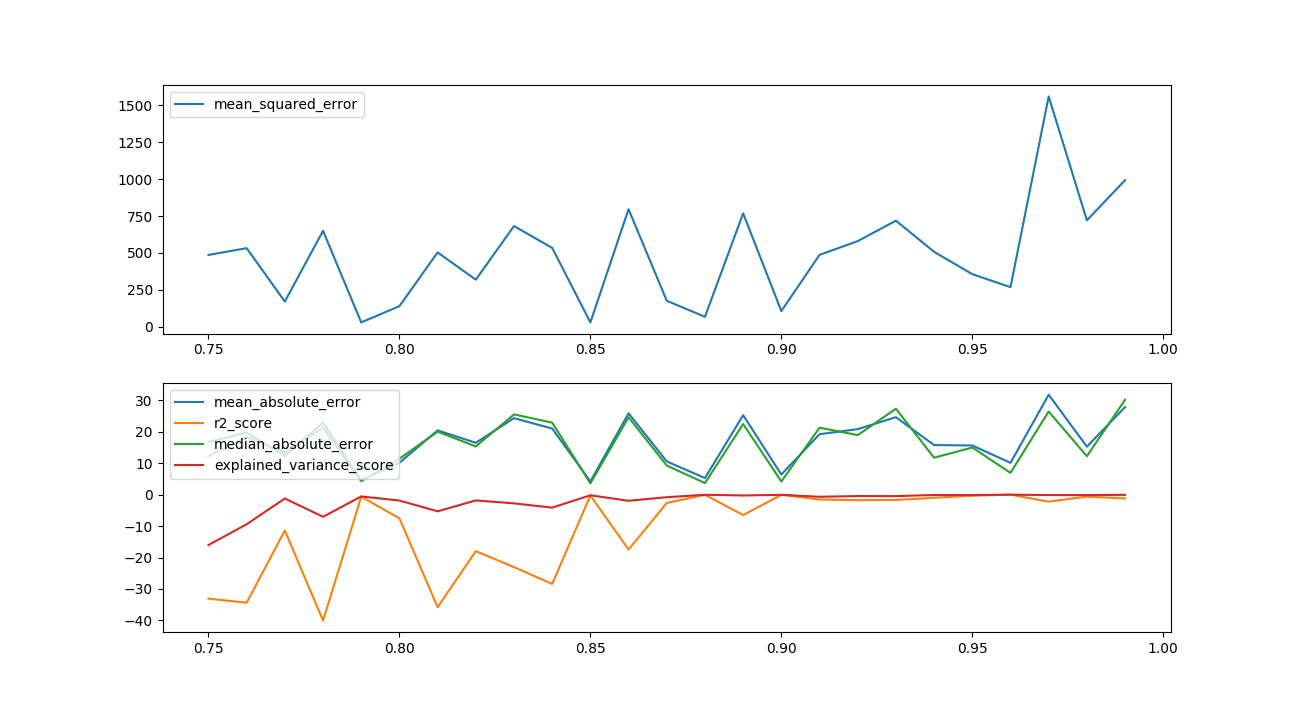 mean_squared_error
1500
1250
1000
750
500
250
0
0.75 0.80 0.85 0.90 0.95 1.00
mean_absolute_error
r2_score
median_absolute_error
explained_variance_score
30
20
10
0
−10
−20
−30
−40
0.75 0.80 0.85 0.90 0.95 1.00